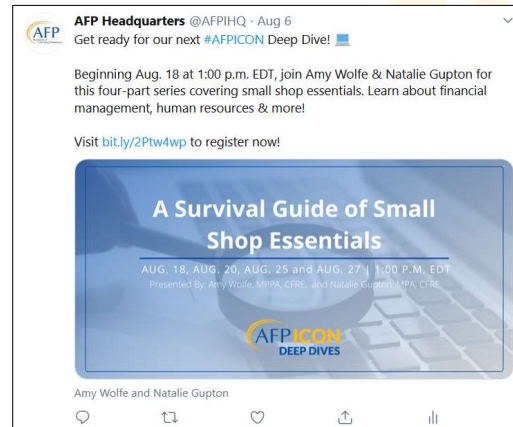 AFP
AFP Headquarters @AFPIHQ · Aug 6
Get ready for our next #AFPICON Deep Dive! 💻
Beginning Aug. 18 at 1:00 p.m. EDT, join Amy Wolfe & Natalie Gupton for
this four-part series covering small shop essentials. Learn about financial
management, human resources & more!
Visit bit.ly/2Ptw4wp to register now!
A Survival Guide of Small
Shop Essentials
AUG. 18, AUG. 20, AUG. 25 and AUG. 27 | 1:00 P.M. EDT
Presented By: Amy Wolfe, MPPA, CFRE, and Natalie Gupton, MPA, CFRE
AFPICON
DEEP DIVES
Amy Wolfe and Natalie Gupton